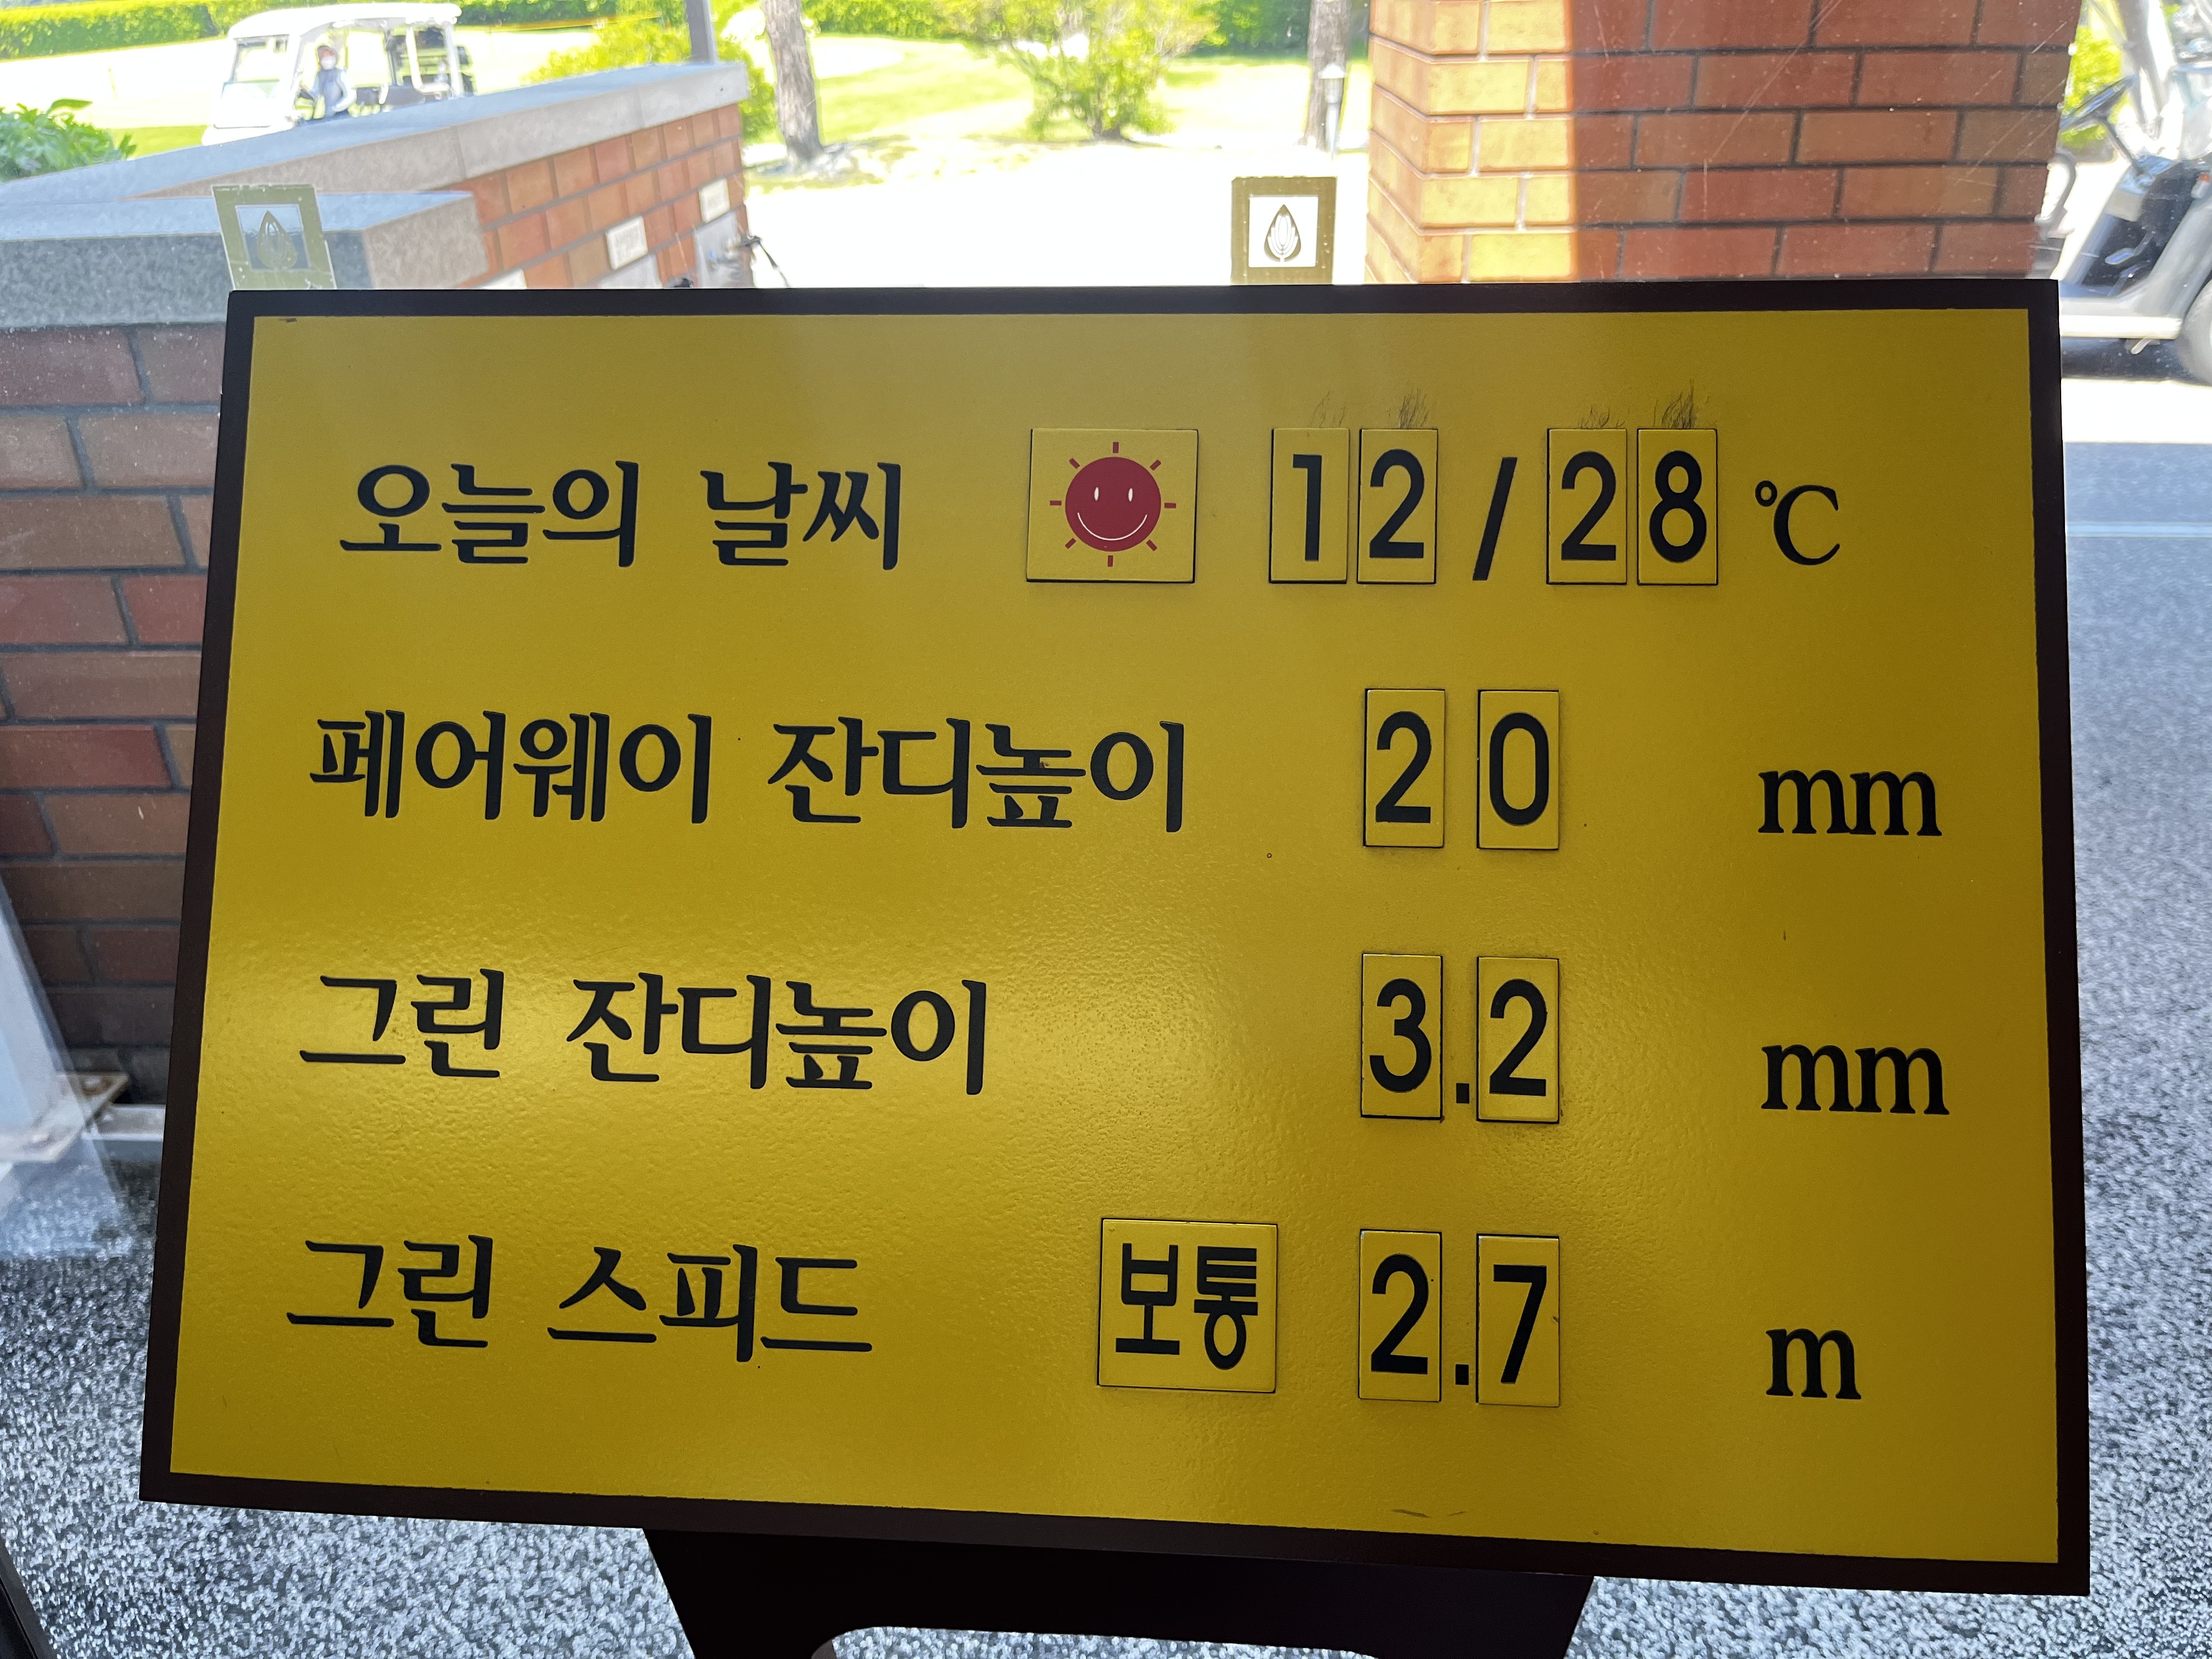 오늘의 날씨 12/28 ℃
페어웨이 잔디높이 20 mm
그린 잔디높이 3.2 mm
그린 스피드 보통 2.7 m